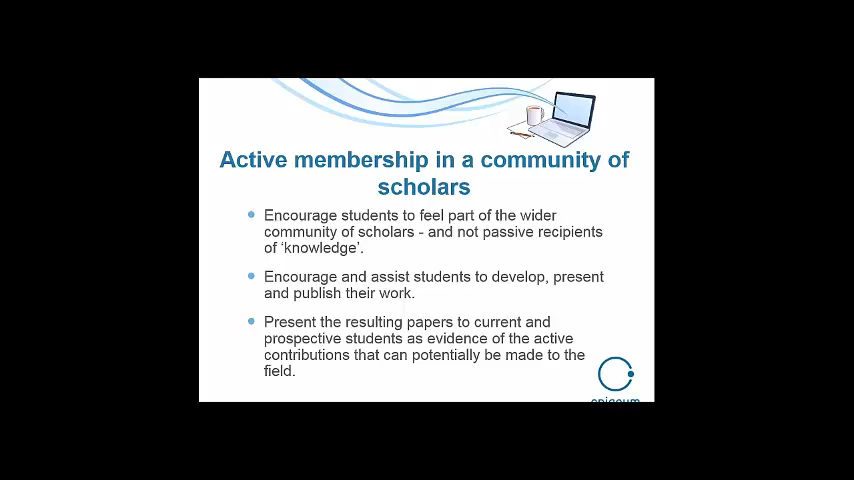 Active membership in a community of
scholars
Encourage students to feel part of the wider
community of scholars - and not passive recipients
of ‘knowledge’.
Encourage and assist students to develop, present
and publish their work.
Present the resulting papers to current and
prospective students as evidence of the active
contributions that can potentially be made to the
field.
epigeum